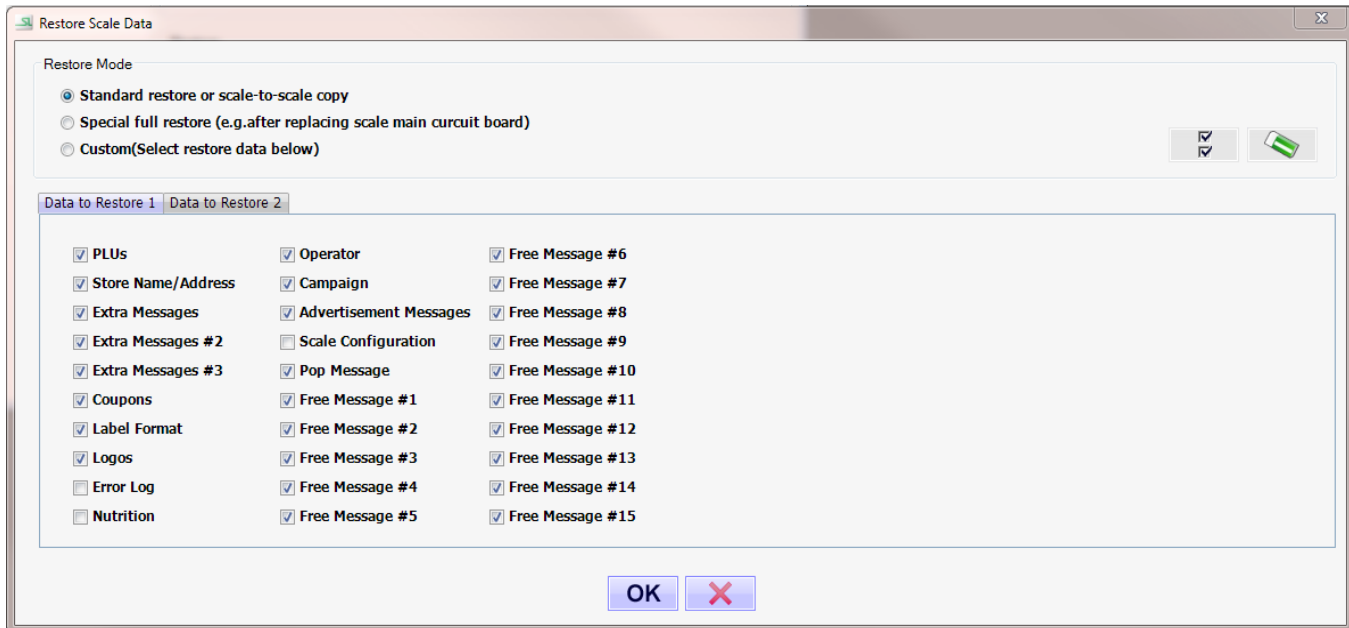 Restore Scale Data
Restore Mode
Standard restore or scale-to-scale copy
Special full restore (e.g.after replacing scale main curcuit board)
Custom(Select restore data below)
Data to Restore 1 Data to Restore 2
PLUs Operator Free Message #6
Store Name/Address Campaign Free Message #7
Extra Messages Advertisement Messages Free Message #8
Extra Messages #2 Scale Configuration Free Message #9
Extra Messages #3 Pop Message Free Message #10
Coupons Free Message #1 Free Message #11
Label Format Free Message #2 Free Message #12
Logos Free Message #3 Free Message #13
Error Log Free Message #4 Free Message #14
Nutrition Free Message #5 Free Message #15
OK